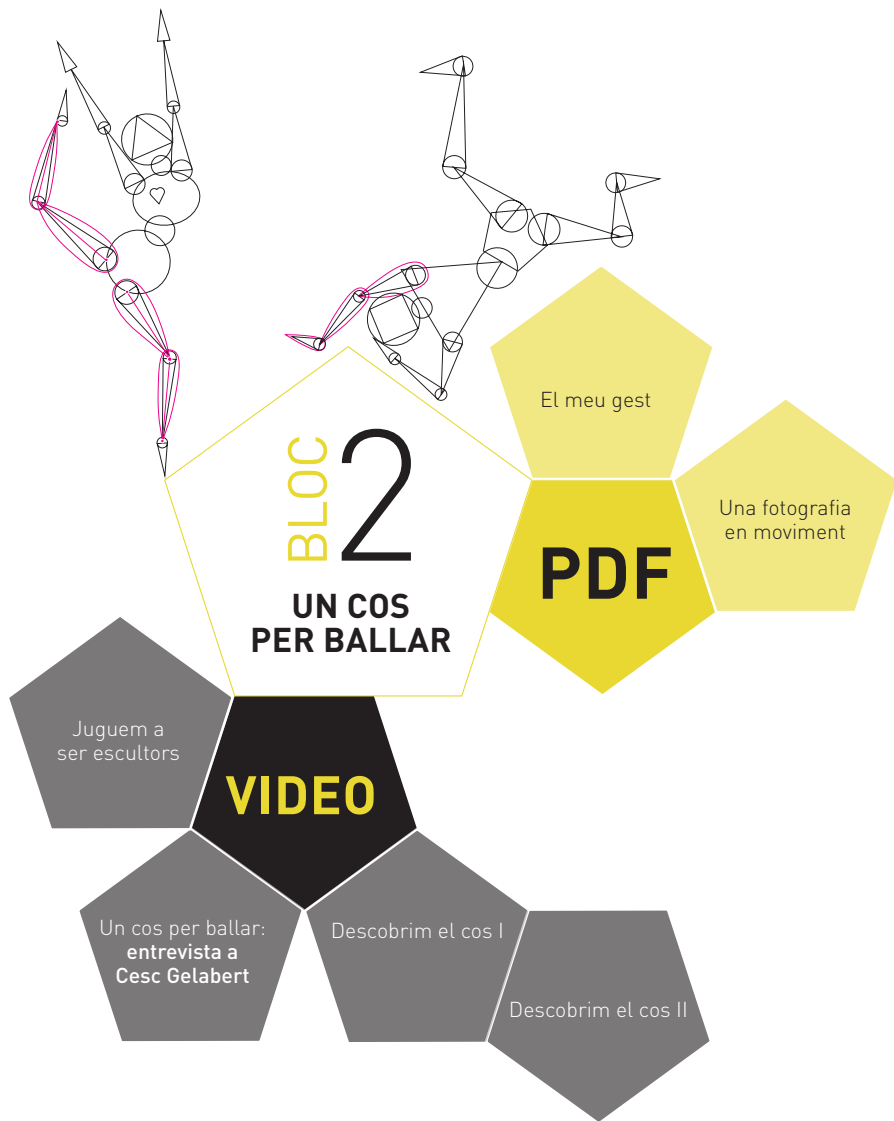 BLOC
2
UN COS
PER BALLAR
El meu gest
Una fotografia
en moviment
PDF
Juguem a
ser escultors
VIDEO
Un cos per ballar:
entrevista a
Cesc Gelabert
Descobrim el cos I
Descobrim el cos II